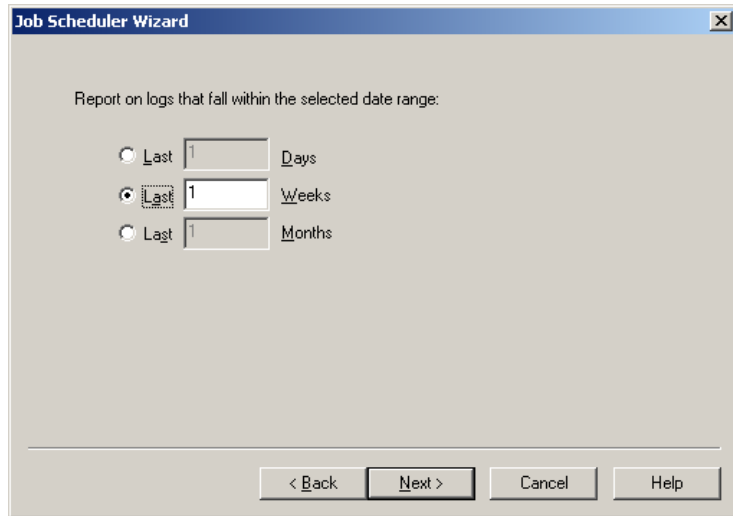 Job Scheduler Wizard
Report on logs that fall within the selected date range:
Last 1 Days
Last 1 Weeks
Last 1 Months
< Back Next > Cancel Help